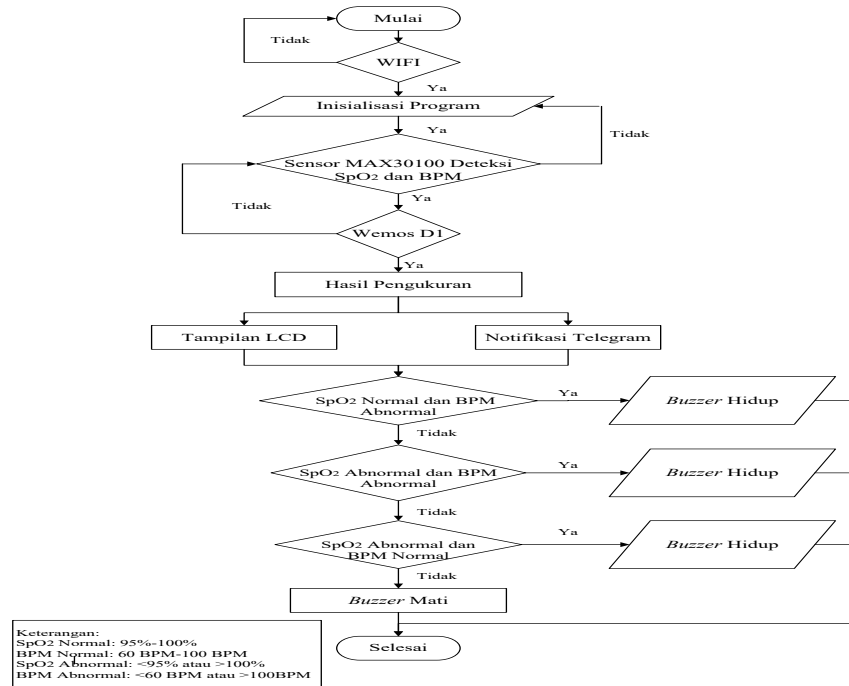 Mulai
Tidak
WIFI
Ya
Inisialisasi Program
Ya
Tidak
Sensor MAX30100 Deteksi
SpO2 dan BPM
Ya
Tidak
Wemos D1
Ya
Hasil Pengukuran
Tampilan LCD
Notifikasi Telegram
SpO2 Normal dan BPM
Abnormal
Ya
Buzzer Hidup
Tidak
SpO2 Abnormal dan BPM
Abnormal
Ya
Buzzer Hidup
Tidak
SpO2 Abnormal dan
BPM Normal
Ya
Buzzer Hidup
Tidak
Buzzer Mati
Selesai
Keterangan:
SpO2 Normal: 95%-100%
BPM Normal: 60 BPM-100 BPM
SpO2 Abnormal: <95% atau >100%
BPM Abnormal: <60 BPM atau >100BPM